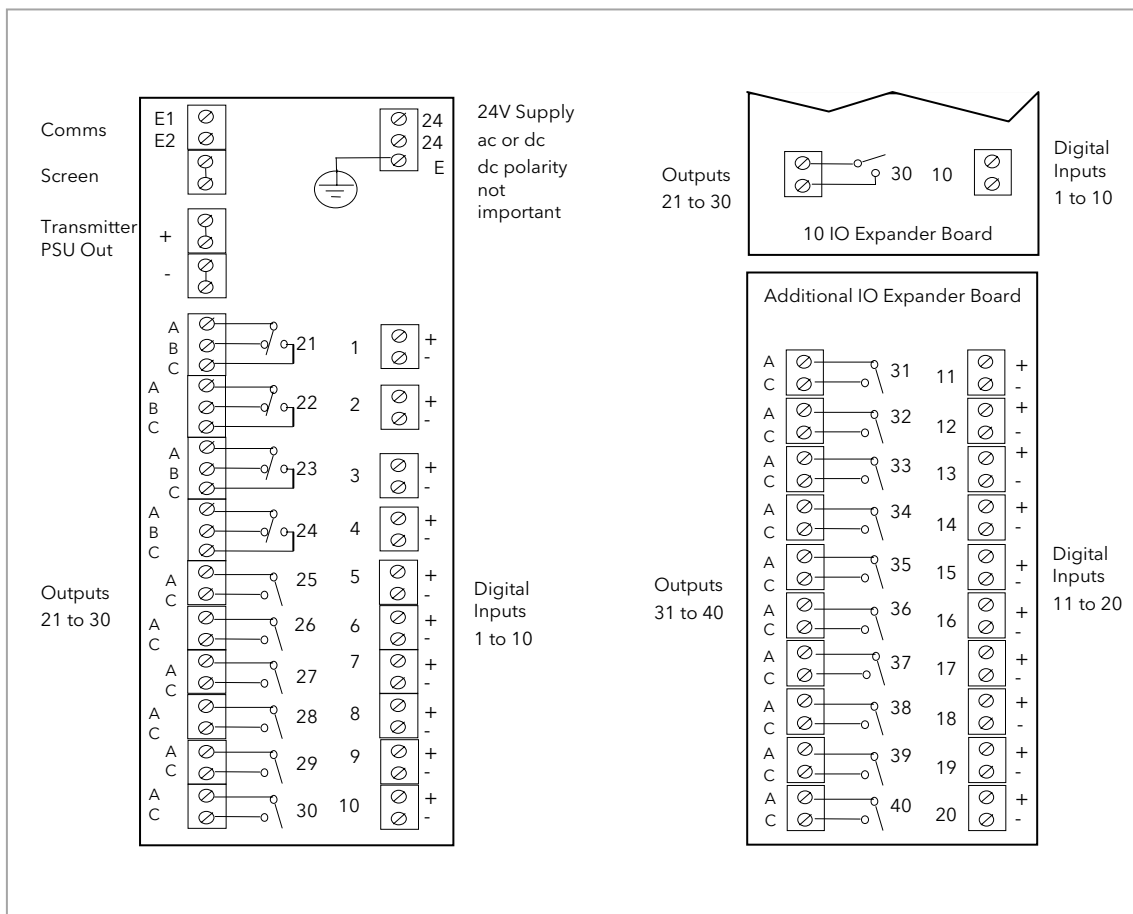 Comms
E1
E2
Screen
Transmitter
PSU Out
+
-
24
24
E
24V Supply
ac or dc
dc polarity
not
important
A
B
C
21
1
+
-
A
B
C
22
2
+
-
A
B
C
23
3
+
-
A
B
C
24
4
+
-
A
C
25
5
+
-
A
C
26
6
+
-
A
C
27
7
+
-
A
C
28
8
+
-
A
C
29
9
+
-
A
C
30
10
+
-
Outputs
21 to 30
Digital
Inputs
1 to 10
Outputs
21 to 30
30
10
Digital
Inputs
1 to 10
10 IO Expander Board
Additional IO Expander Board
A
C
31
11
+
-
A
C
32
12
+
-
A
C
33
13
+
-
A
C
34
14
+
-
A
C
35
15
+
-
A
C
36
16
+
-
A
C
37
17
+
-
A
C
38
18
+
-
A
C
39
19
+
-
A
C
40
20
+
-
Outputs
31 to 40
Digital
Inputs
11 to 20